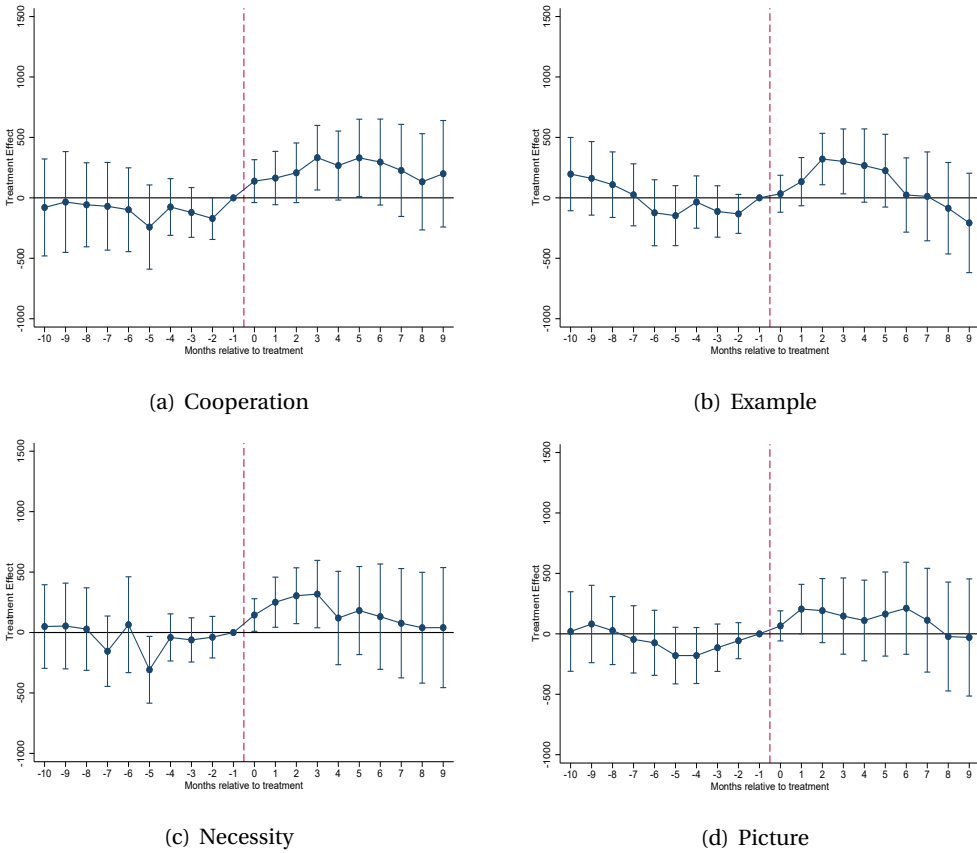 1500
1000
500
0
-500
-1000
Treatment Effect
-10 -9 -8 -7 -6 -5 -4 -3 -2 -1 0 1 2 3 4 5 6 7 8 9
Months relative to treatment
(a) Cooperation
1500
1000
500
0
-500
-1000
Treatment Effect
-10 -9 -8 -7 -6 -5 -4 -3 -2 -1 0 1 2 3 4 5 6 7 8 9
Months relative to treatment
(b) Example
1500
1000
500
0
-500
-1000
Treatment Effect
-10 -9 -8 -7 -6 -5 -4 -3 -2 -1 0 1 2 3 4 5 6 7 8 9
Months relative to treatment
(c) Necessity
1500
1000
500
0
-500
-1000
Treatment Effect
-10 -9 -8 -7 -6 -5 -4 -3 -2 -1 0 1 2 3 4 5 6 7 8 9
Months relative to treatment
(d) Picture